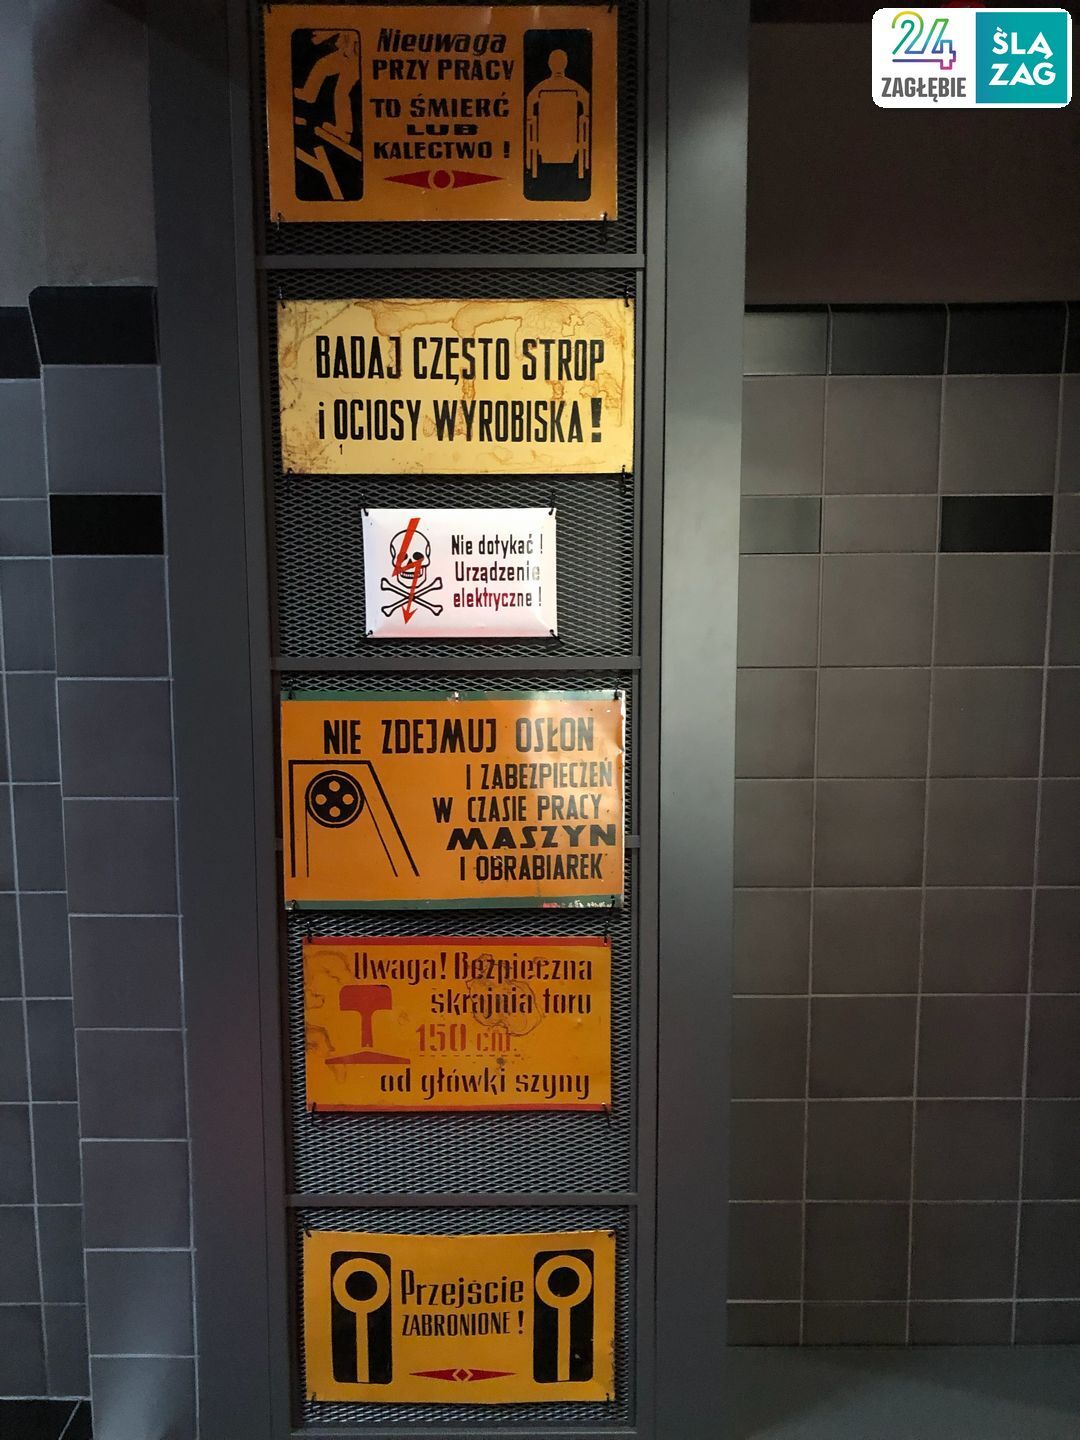 24
ZAGŁĘBIE
ŚLĄ
ZAG
Nieuwaga
PRZY PRACY
TO ŚMIERĆ
LUB
KALECTWO !
BADAJ CZĘSTO STROP
i OCIOSY WYROBISKA!
1
Nie dotykać !
Urządzenie
elektryczne !
NIE ZDEJMUJ OSŁON
I ZABEZPIECZEŃ
W CZASIE PRACY
MASZYN
I OBRABIAREK
Uwaga! Bezpieczna
skrajnia toru
150 cm.
od główki szyny
Przejście
ZABRONIONE !